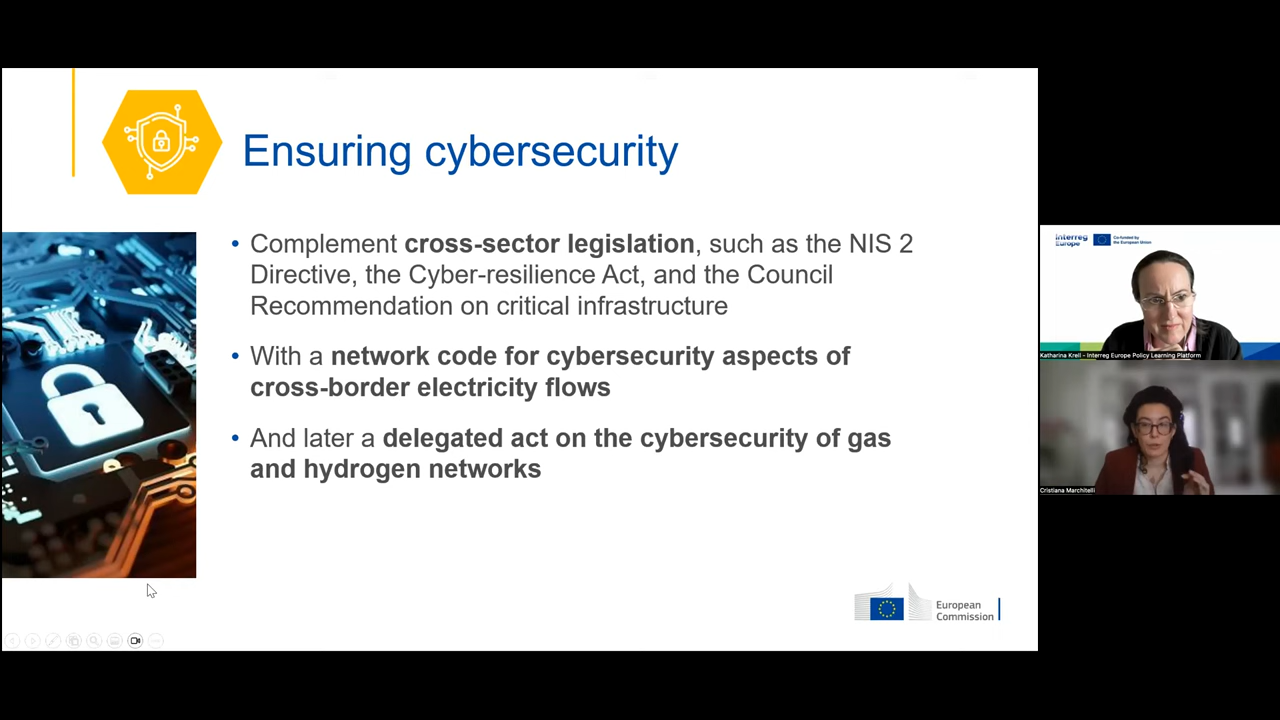 Ensuring cybersecurity
• Complement cross-sector legislation, such as the NIS 2
Directive, the Cyber-resilience Act, and the Council
Recommendation on critical infrastructure
• With a network code for cybersecurity aspects of
cross-border electricity flows
• And later a delegated act on the cybersecurity of gas
and hydrogen networks
European
Commission
Interreg
Europe
Co-funded by
the European Union
Katharina Krell - Interreg Europe Policy Learning Platform
Cristiana Marchitelli